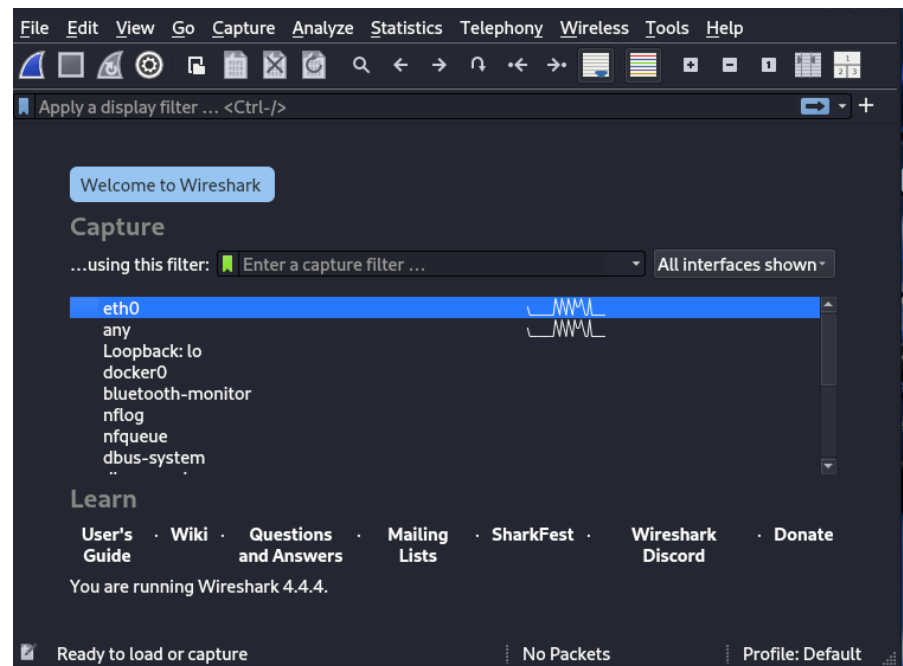 File Edit View Go Capture Analyze Statistics Telephony Wireless Tools Help
Apply a display filter … <Ctrl-/>
Welcome to Wireshark
Capture
…using this filter: Enter a capture filter … All interfaces shown
eth0
any
Loopback: lo
docker0
bluetooth-monitor
nflog
nfqueue
dbus-system
Learn
User's Guide · Wiki · Questions and Answers · Mailing Lists · SharkFest · Wireshark Discord · Donate
You are running Wireshark 4.4.4.
Ready to load or capture No Packets Profile: Default